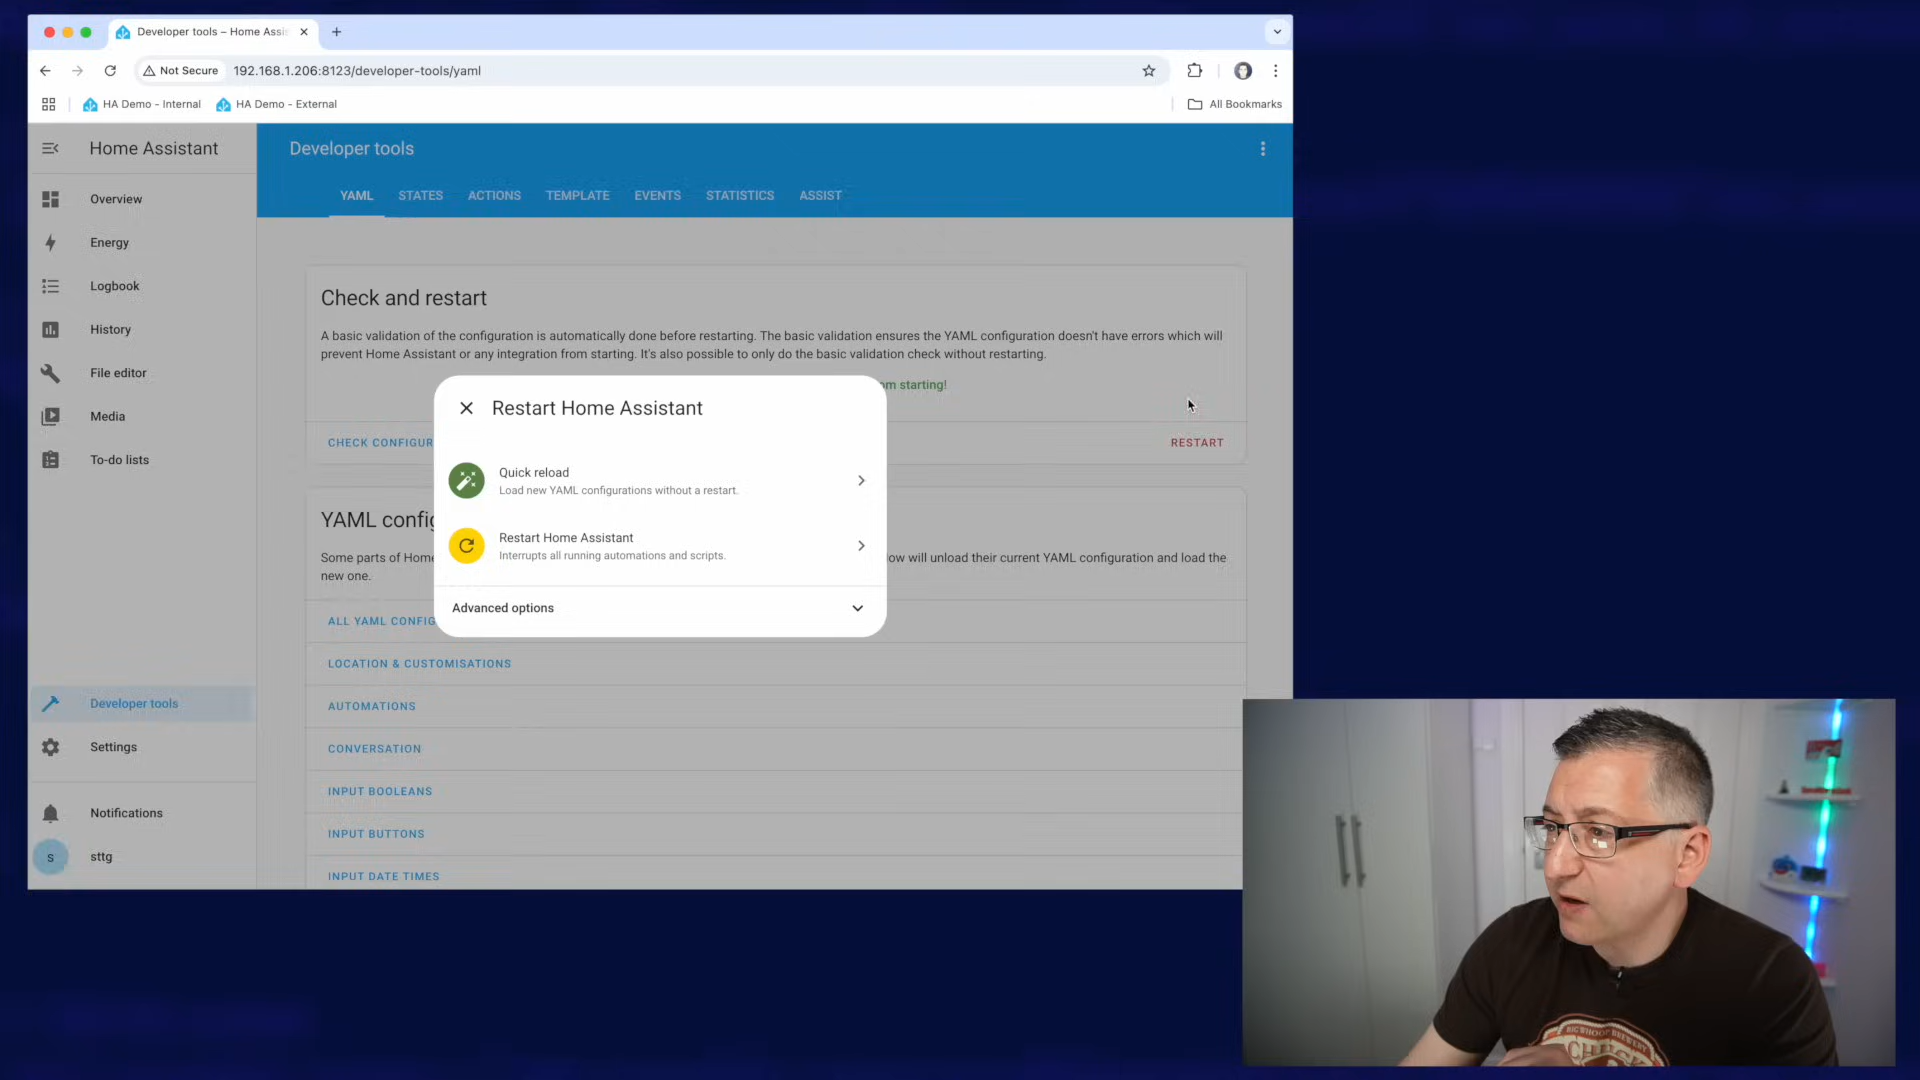 Developer tools – Home Assi
Not Secure
192.168.1.206:8123/developer-tools/yaml
HA Demo - Internal
HA Demo - External
All Bookmarks
Home Assistant
Developer tools
YAML
STATES
ACTIONS
TEMPLATE
EVENTS
STATISTICS
ASSIST
Overview
Energy
Logbook
History
File editor
Media
To-do lists
Developer tools
Settings
Notifications
s
sttg
Check and restart
A basic validation of the configuration is automatically done before restarting. The basic validation ensures the YAML configuration doesn't have errors which will
prevent Home Assistant or any integration from starting. It's also possible to only do the basic validation check without restarting.
om starting!
CHECK CONFIGUR
RESTART
Restart Home Assistant
Quick reload
Load new YAML configurations without a restart.
Restart Home Assistant
Interrupts all running automations and scripts.
Advanced options
YAML config
Some parts of Home
low will unload their current YAML configuration and load the
new one.
ALL YAML CONFIG
LOCATION & CUSTOMISATIONS
AUTOMATIONS
CONVERSATION
INPUT BOOLEANS
INPUT BUTTONS
INPUT DATE TIMES